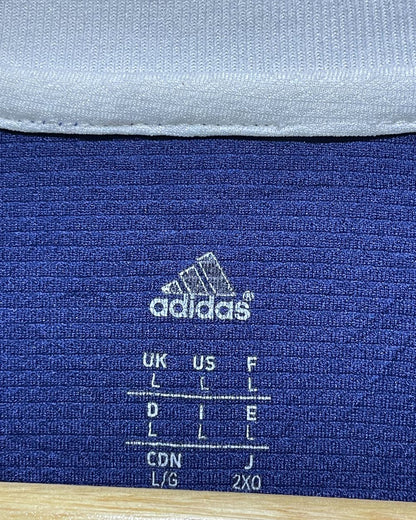 adidas®
UK US F
L L L
D I E
L L L
CDN J
L/G 2XO